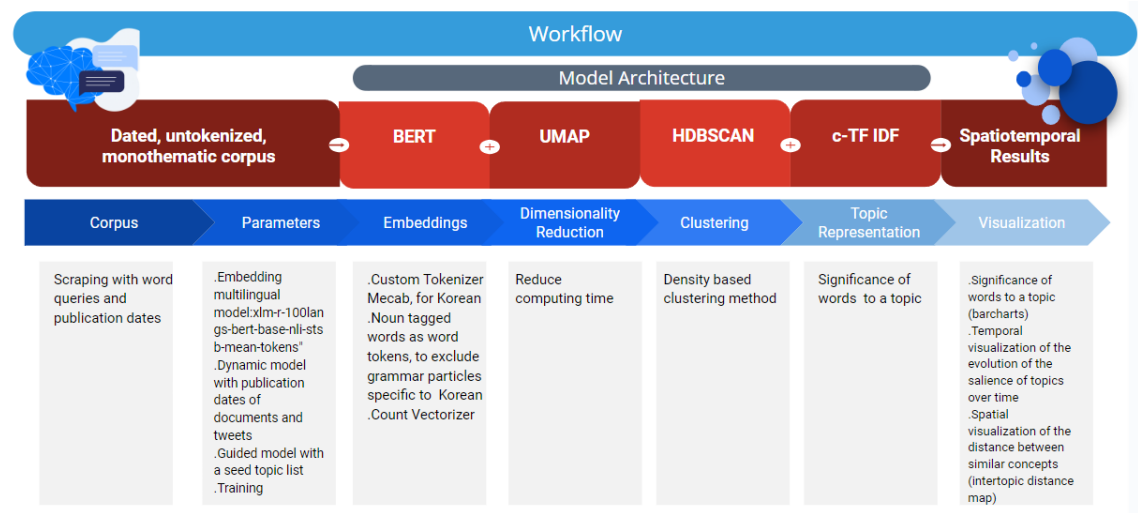 Workflow
Model Architecture
Dated, untokenized,
monothematic corpus
BERT
UMAP
HDBSCAN
c-TF IDF
Spatiotemporal
Results
Corpus
Parameters
Embeddings
Dimensionality
Reduction
Clustering
Topic
Representation
Visualization
Scraping with word
queries and
publication dates
.Embedding
multilingual
model:xlm-r-100lan
gs-bert-base-nli-sts
b-mean-tokens"
.Dynamic model
with publication
dates of
documents and
tweets
.Guided model with
a seed topic list
.Training
.Custom Tokenizer
Mecab, for Korean
.Noun tagged
words as word
tokens, to exclude
grammar particles
specific to Korean
.Count Vectorizer
Reduce
computing time
Density based
clustering method
Significance of
words to a topic
.Significance of
words to a topic
(barcharts)
.Temporal
visualization of the
evolution of the
salience of topics
over time
.Spatial
visualization of the
distance between
similar concepts
(intertopic distance
map)